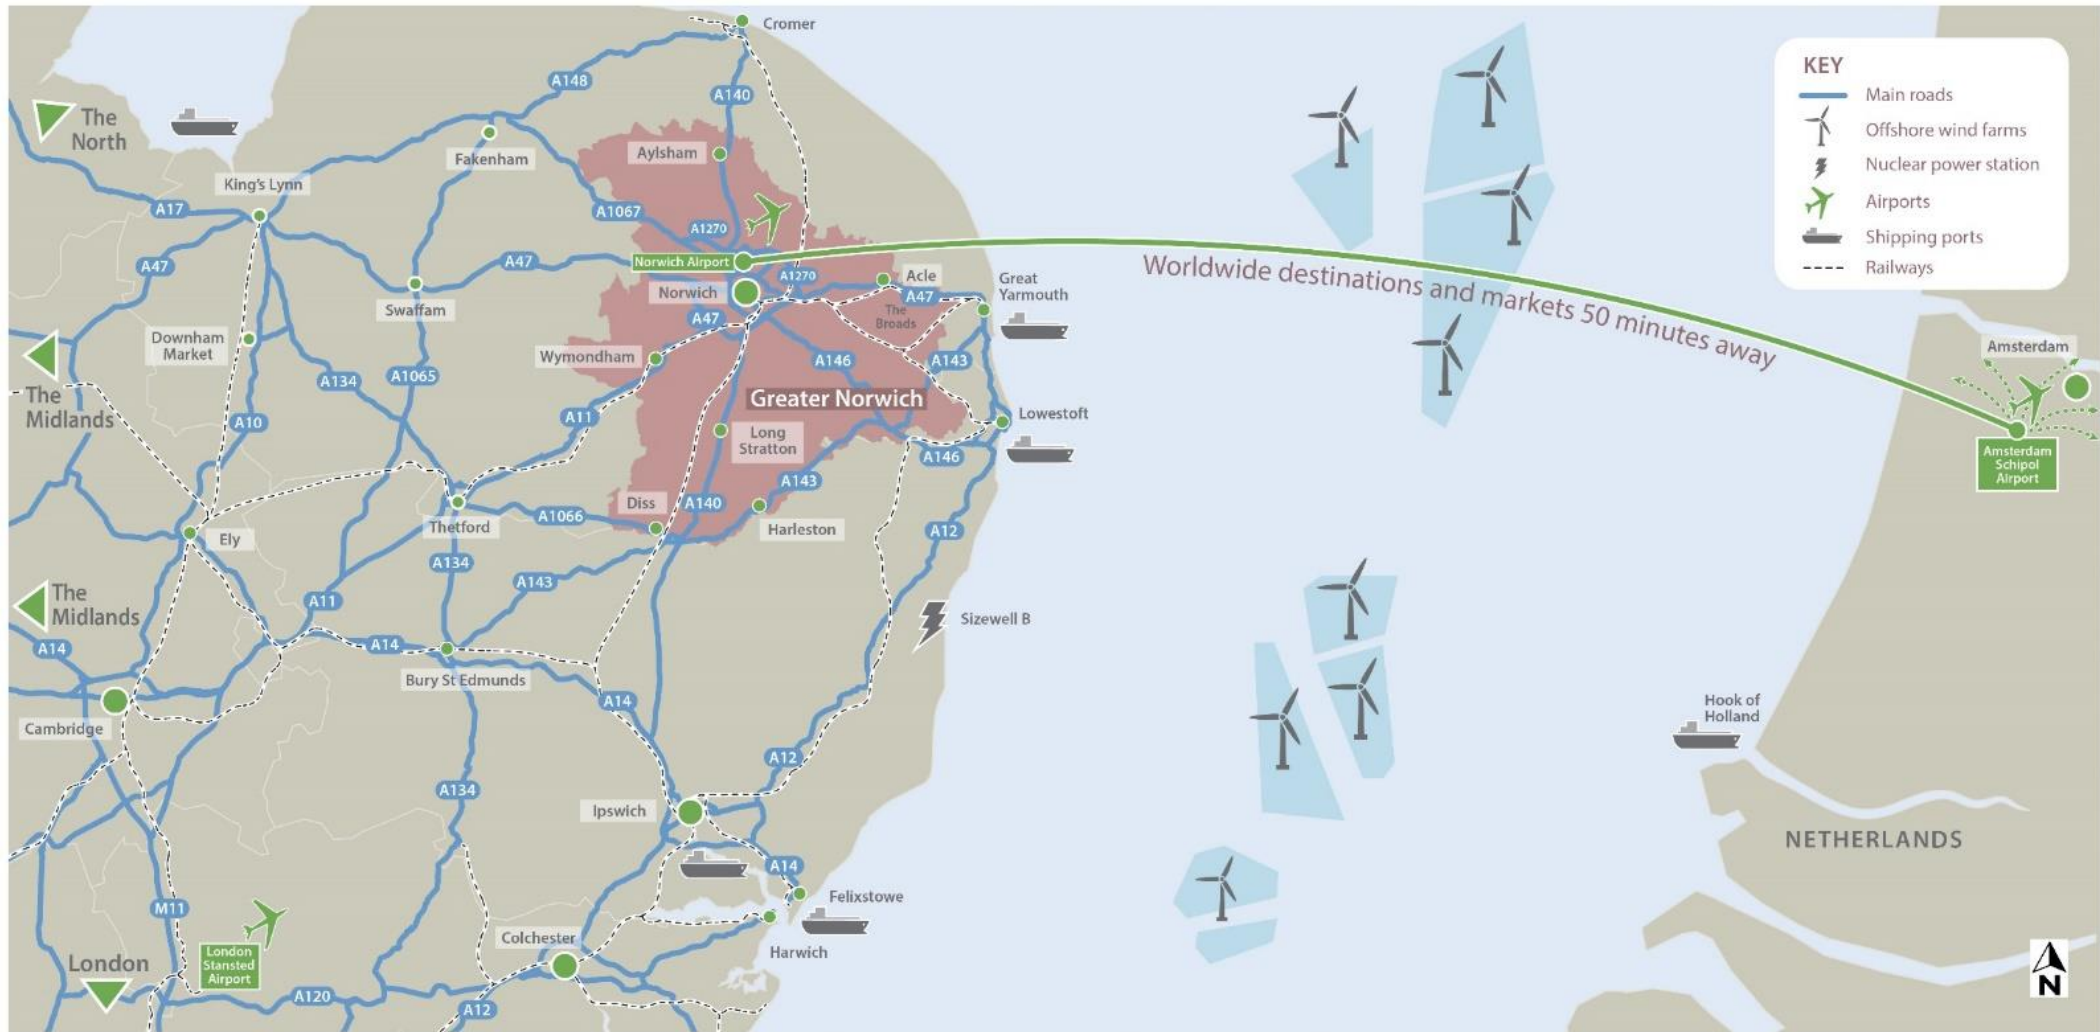 Cromer
A148
A140
The
North
Fakenham
Aylsham
King's Lynn
A17
A1067
A1270
A47
A47
Norwich Airport
A1270
Acle
Great
Yarmouth
Norwich
A47
Swaffam
The
Broads
A47
Downham
Market
Wymondham
A146
A143
The
Midlands
A134
A1065
Greater Norwich
A10
A11
Lowestoft
Long
Stratton
A146
A143
Diss
A140
Thetford
A1066
Harleston
Ely
A12
A134
A143
The
Midlands
A11
Sizewell B
A14
A14
Bury St Edmunds
A14
Cambridge
A12
A134
Ipswich
A14
Felixstowe
M11
Harwich
Colchester
London
London
Stansted
Airport
A120
A12
Worldwide destinations and markets 50 minutes away
KEY
Main roads
Offshore wind farms
Nuclear power station
Airports
Shipping ports
Railways
Amsterdam
Amsterdam
Schipol
Airport
Hook of
Holland
NETHERLANDS
N